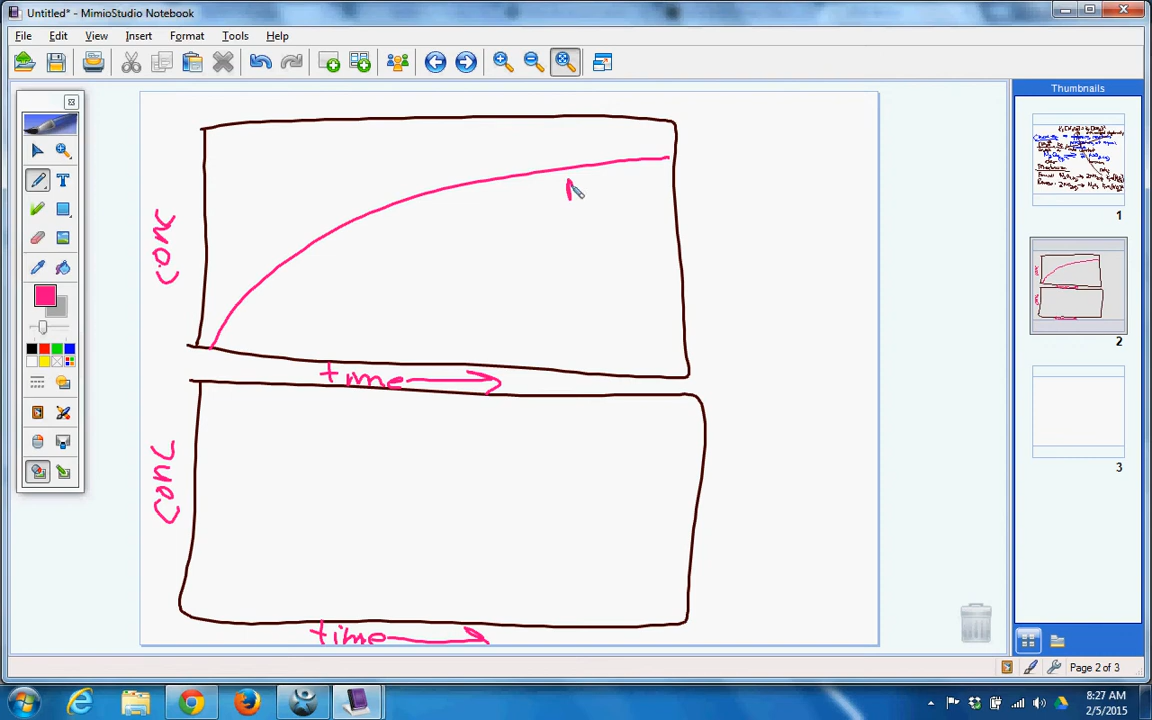 Untitled* - MimioStudio Notebook
File Edit View Insert Format Tools Help
Thumbnails
conc
time
conc
time
1
2
3
Page 2 of 3
8:27 AM
2/5/2015